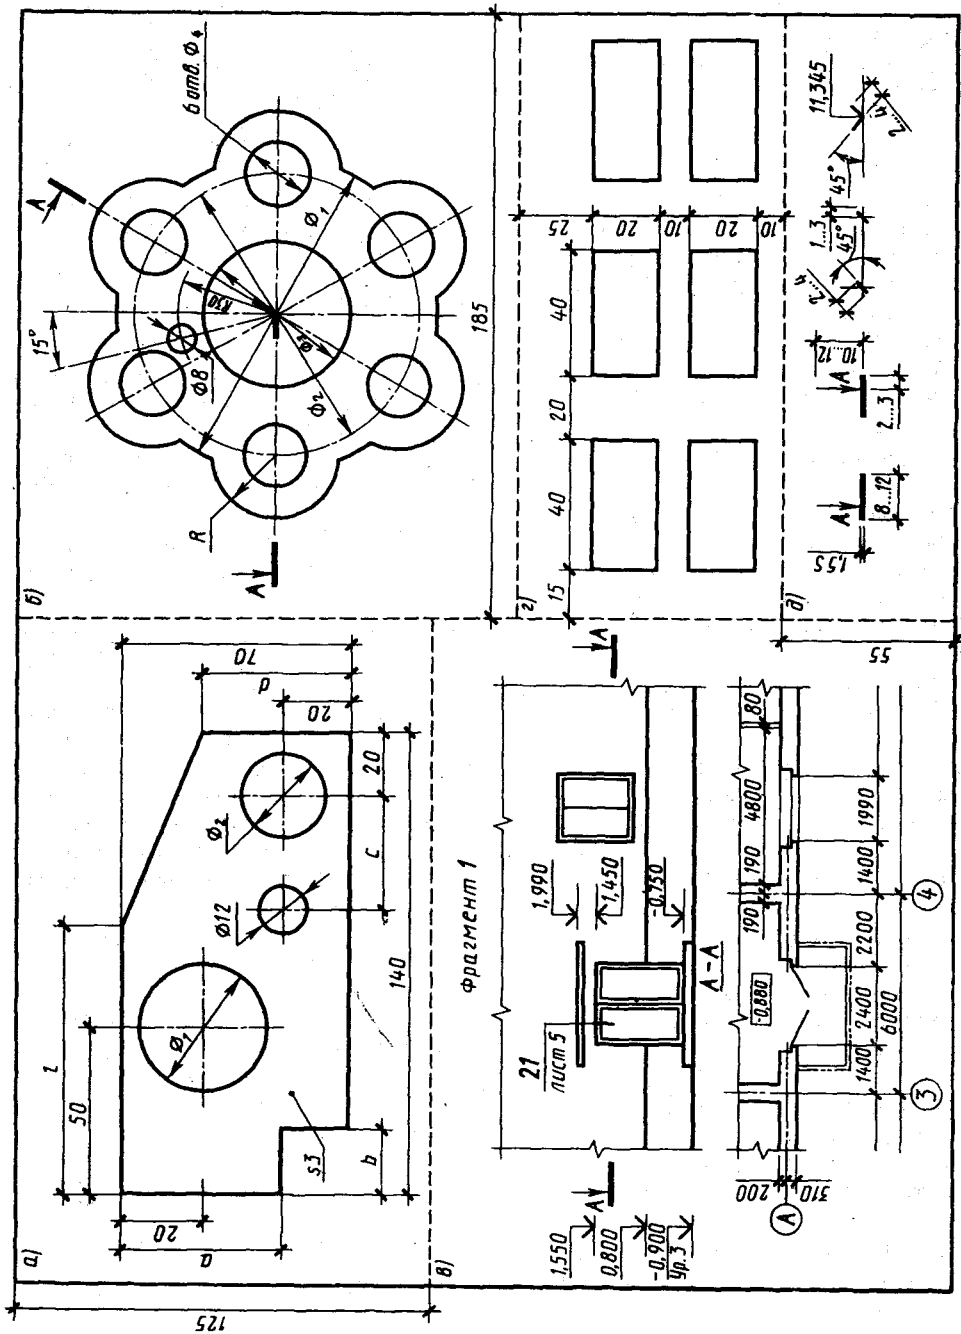 а)
20
a
50
l
Ø₁
s3
b
Ø12
Ø₂
c
20
20
d
70
140
125
б)
A
A
15°
Ø8
R30
6 отв. Ø₄
Ø₁
Ø₂
Ø₃
R
185
в)
Фрагмент 1
A
A
1,550
0,800
-0,900
Ур.3
21
лист 5
1,990
1,450
-0,750
A-A
-0,880
190
190
4800
80
200
310
1400
2400
2200
1400
1990
6000
А
3
4
55
г)
15
40
20
40
25
20
10
20
10
д)
1,5s
A
A
8...12
2...3
10...12
2...4
1...3
45°
45°
2...4
11,345